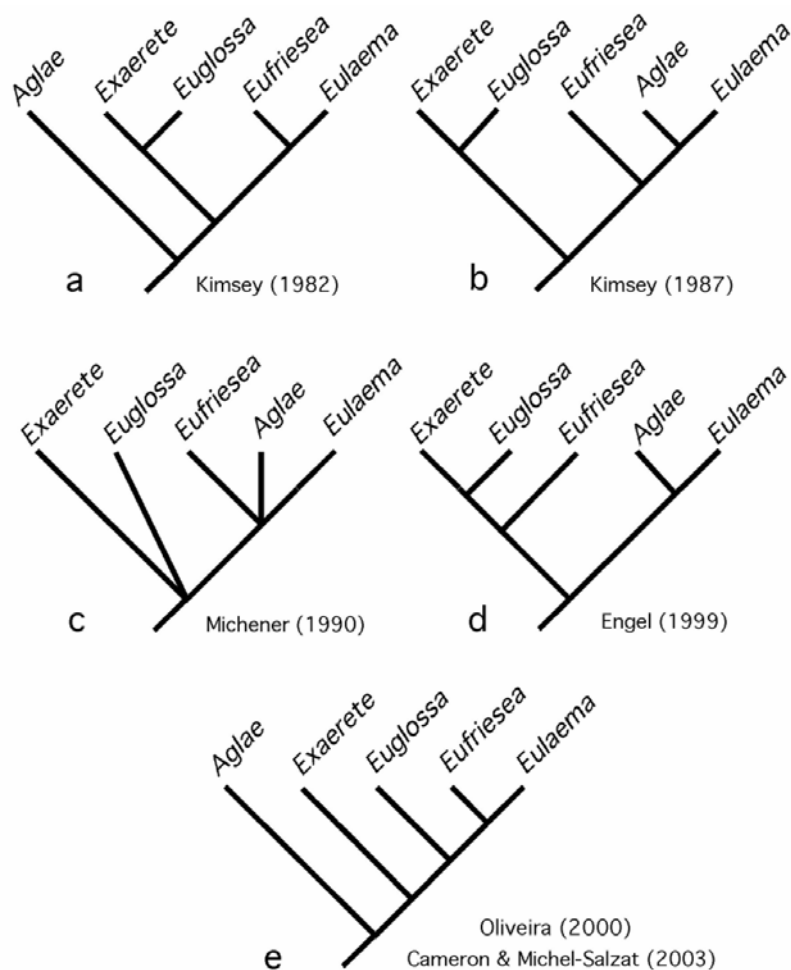 Aglae Exaerete Euglossa Eufriesea Eulaema
a Kimsey (1982)
Exaerete Euglossa Eufriesea Aglae Eulaema
b Kimsey (1987)
Exaerete Euglossa Eufriesea Aglae Eulaema
c Michener (1990)
Exaerete Euglossa Eufriesea Aglae Eulaema
d Engel (1999)
Aglae Exaerete Euglossa Eufriesea Eulaema
Oliveira (2000)
e Cameron & Michel-Salzat (2003)